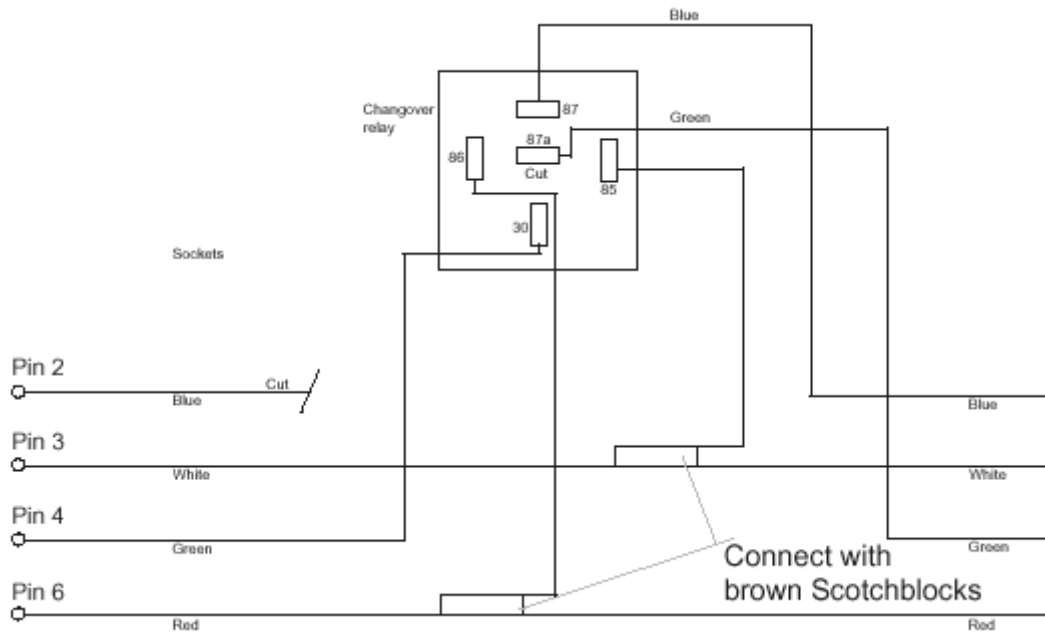 Blue
87
Changover
relay
Green
87a
86
Cut
85
30
Sockets
Pin 2
Cut
Blue
Blue
Pin 3
White
White
Pin 4
Green
Green
Connect with
brown Scotchblocks
Pin 6
Red
Red